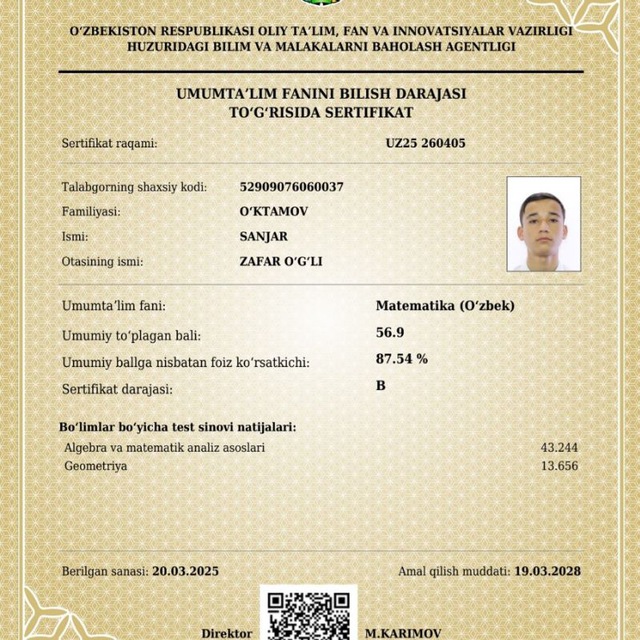 O‘ZBEKISTON RESPUBLIKASI OLIY TA’LIM, FAN VA INNOVATSIYALAR VAZIRLIGI
HUZURIDAGI BILIM VA MALAKALARNI BAHOLASH AGENTLIGI
UMUMTA’LIM FANINI BILISH DARAJASI
TO‘G‘RISIDA SERTIFIKAT
Sertifikat raqami: UZ25 260405
Talabgorning shaxsiy kodi: 52909076060037
Familiyasi: O‘KTAMOV
Ismi: SANJAR
Otasining ismi: ZAFAR O‘G‘LI
Umumta’lim fani: Matematika (O‘zbek)
Umumiy to‘plagan bali: 56.9
Umumiy ballga nisbatan foiz ko‘rsatkichi: 87.54 %
Sertifikat darajasi: B
Bo‘limlar bo‘yicha test sinovi natijalari:
Algebra va matematik analiz asoslari 43.244
Geometriya 13.656
Berilgan sanasi: 20.03.2025 Amal qilish muddati: 19.03.2028
Direktor M.KARIMOV